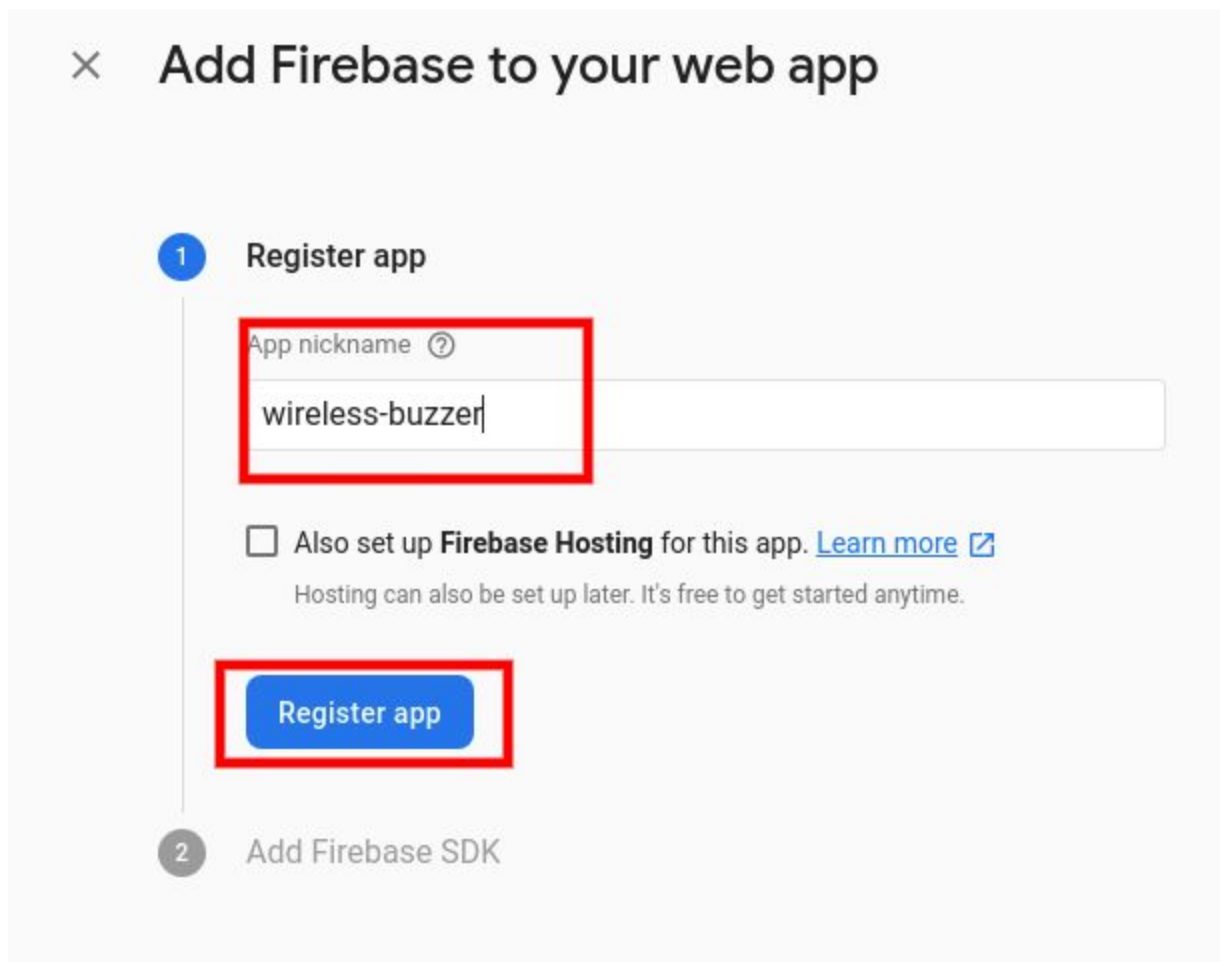 Add Firebase to your web app
1 Register app
App nickname
wireless-buzzer
Also set up Firebase Hosting for this app. Learn more
Hosting can also be set up later. It's free to get started anytime.
Register app
2 Add Firebase SDK